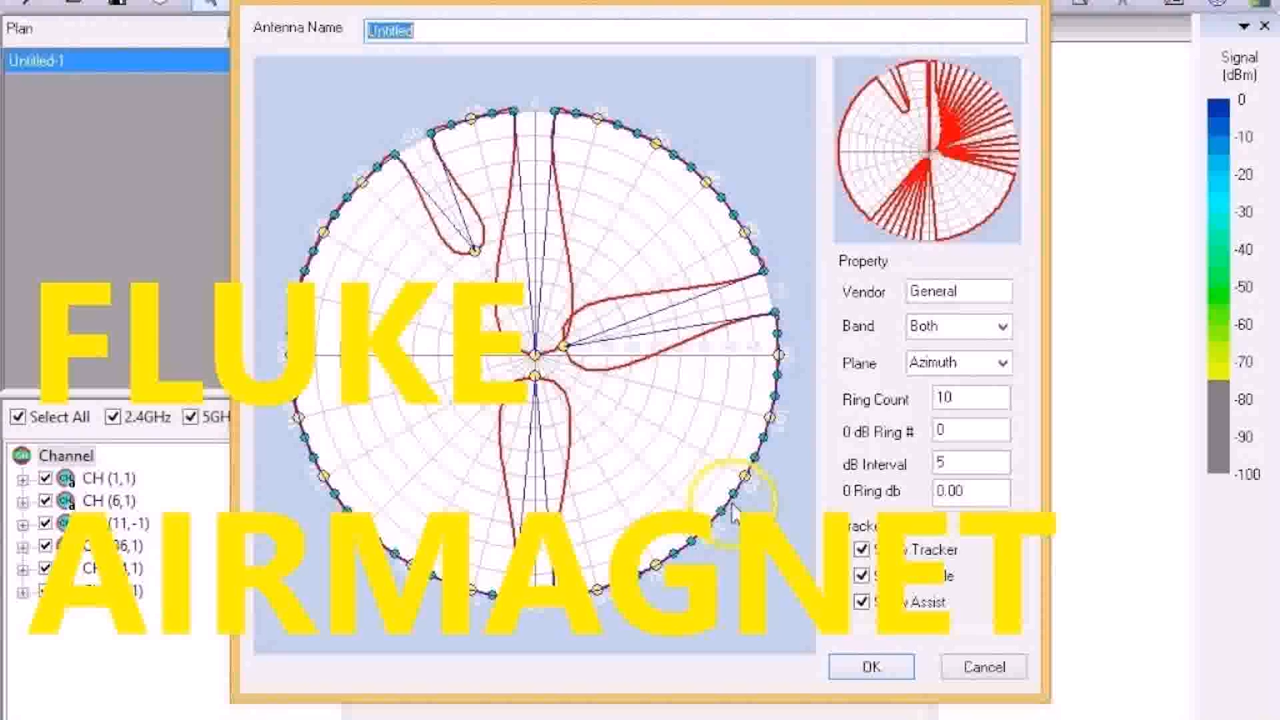 Plan
Untitled-1
Antenna Name
Untitled
Signal
(dBm)
0
-10
-20
-30
-40
-50
-60
-70
-80
-90
-100
Property
Vendor General
Band Both
Plane Azimuth
Ring Count 10
0 dB Ring # 0
dB Interval 5
0 Ring db 0.00
Tracker
Assist
OK Cancel
Select All 2.4GHz
Channel
CH (1,1)
CH (6,1)
(11,-1)
FLUKE
AIRMAGNET